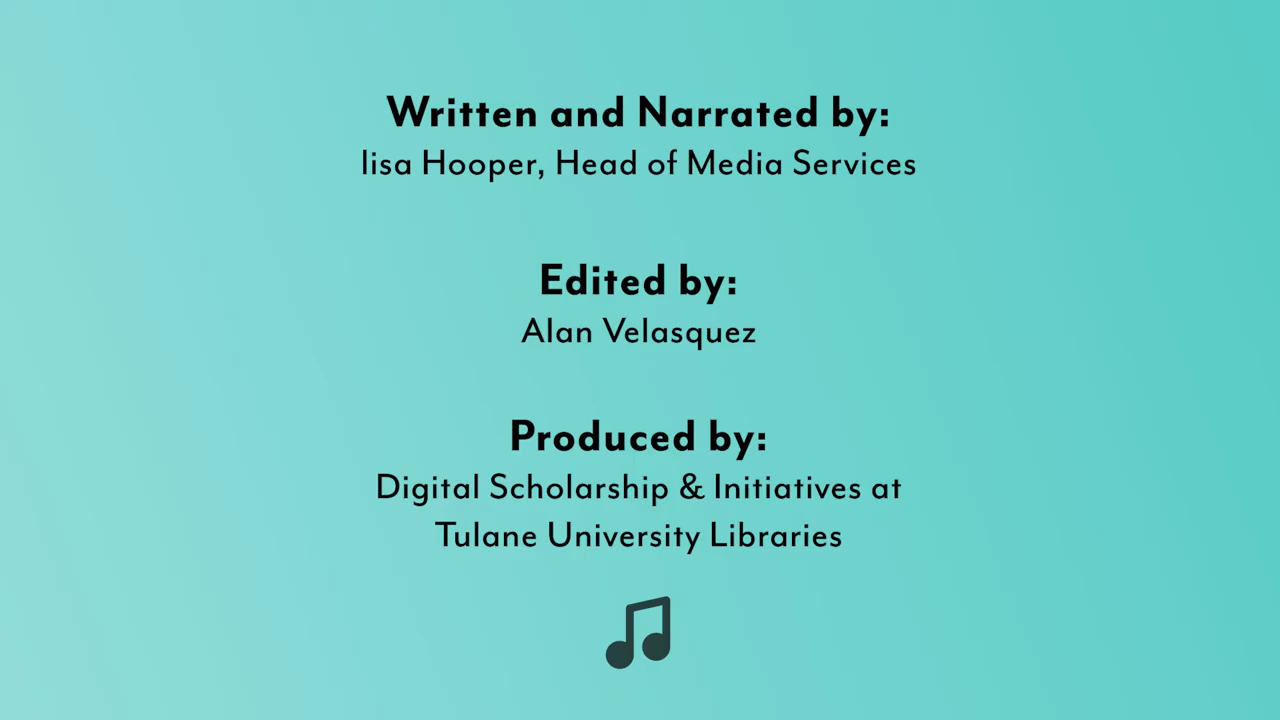 Written and Narrated by:
lisa Hooper, Head of Media Services
Edited by:
Alan Velasquez
Produced by:
Digital Scholarship & Initiatives at
Tulane University Libraries